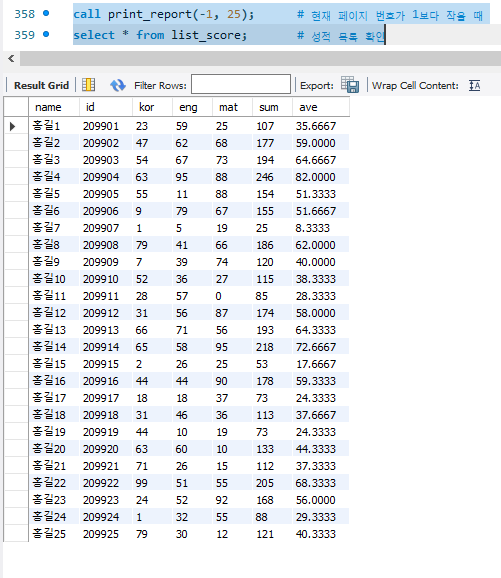 358 call print_report(-1, 25); # 현재 페이지 번호가 1보다 작을 때
359 select * from list_score; # 성적 목록 확인
Result Grid Filter Rows: Export: Wrap Cell Content: IA
name id kor eng mat sum ave
홍길1 209901 23 59 25 107 35.6667
홍길2 209902 47 62 68 177 59.0000
홍길3 209903 54 67 73 194 64.6667
홍길4 209904 63 95 88 246 82.0000
홍길5 209905 55 11 88 154 51.3333
홍길6 209906 9 79 67 155 51.6667
홍길7 209907 1 5 19 25 8.3333
홍길8 209908 79 41 66 186 62.0000
홍길9 209909 7 39 74 120 40.0000
홍길10 209910 52 36 27 115 38.3333
홍길11 209911 28 57 0 85 28.3333
홍길12 209912 31 56 87 174 58.0000
홍길13 209913 66 71 56 193 64.3333
홍길14 209914 65 58 95 218 72.6667
홍길15 209915 2 26 25 53 17.6667
홍길16 209916 44 44 90 178 59.3333
홍길17 209917 18 18 37 73 24.3333
홍길18 209918 31 46 36 113 37.6667
홍길19 209919 44 10 19 73 24.3333
홍길20 209920 63 60 10 133 44.3333
홍길21 209921 71 26 15 112 37.3333
홍길22 209922 99 51 55 205 68.3333
홍길23 209923 24 52 92 168 56.0000
홍길24 209924 1 32 55 88 29.3333
홍길25 209925 79 30 12 121 40.3333